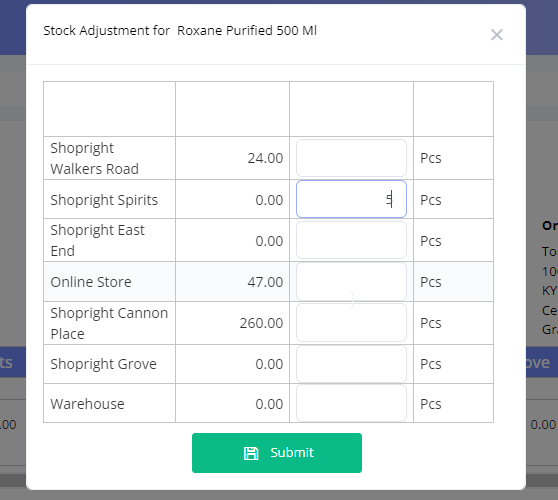 Stock Adjustment for Roxane Purified 500 Ml
×
Shopright Walkers Road 24.00 Pcs
Shopright Spirits 0.00 5 Pcs
Shopright East End 0.00 Pcs
Online Store 47.00 Pcs
Shopright Cannon Place 260.00 Pcs
Shopright Grove 0.00 Pcs
Warehouse 0.00 Pcs
Submit
0.00